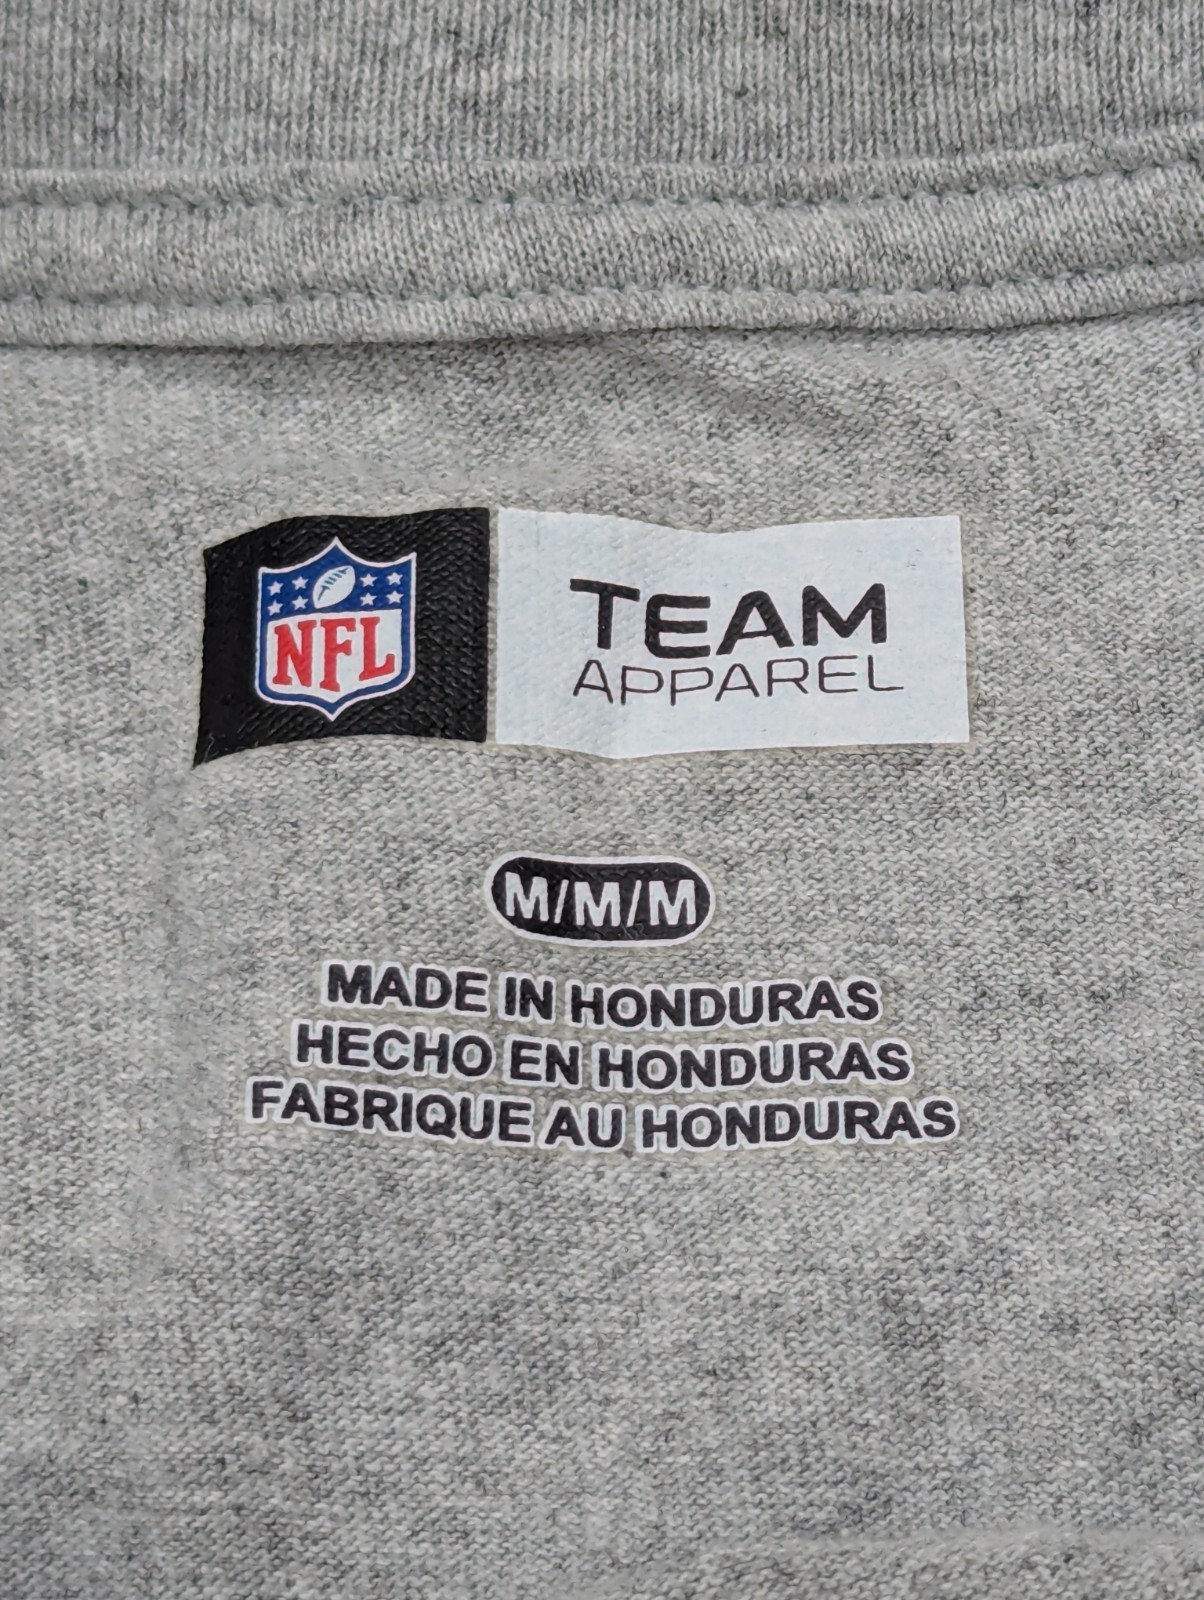 NFL
TEAM
APPAREL
M/M/M
MADE IN HONDURAS
HECHO EN HONDURAS
FABRIQUE AU HONDURAS